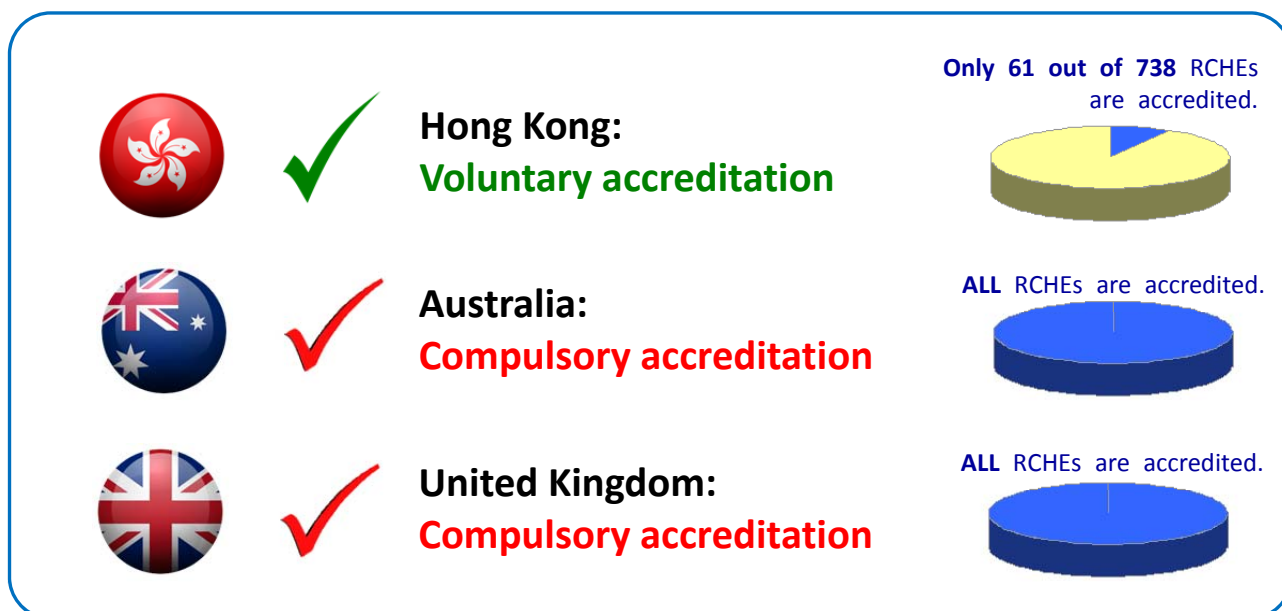 Only 61 out of 738 RCHEs
are accredited.
Hong Kong:
Voluntary accreditation
ALL RCHEs are accredited.
Australia:
Compulsory accreditation
ALL RCHEs are accredited.
United Kingdom:
Compulsory accreditation